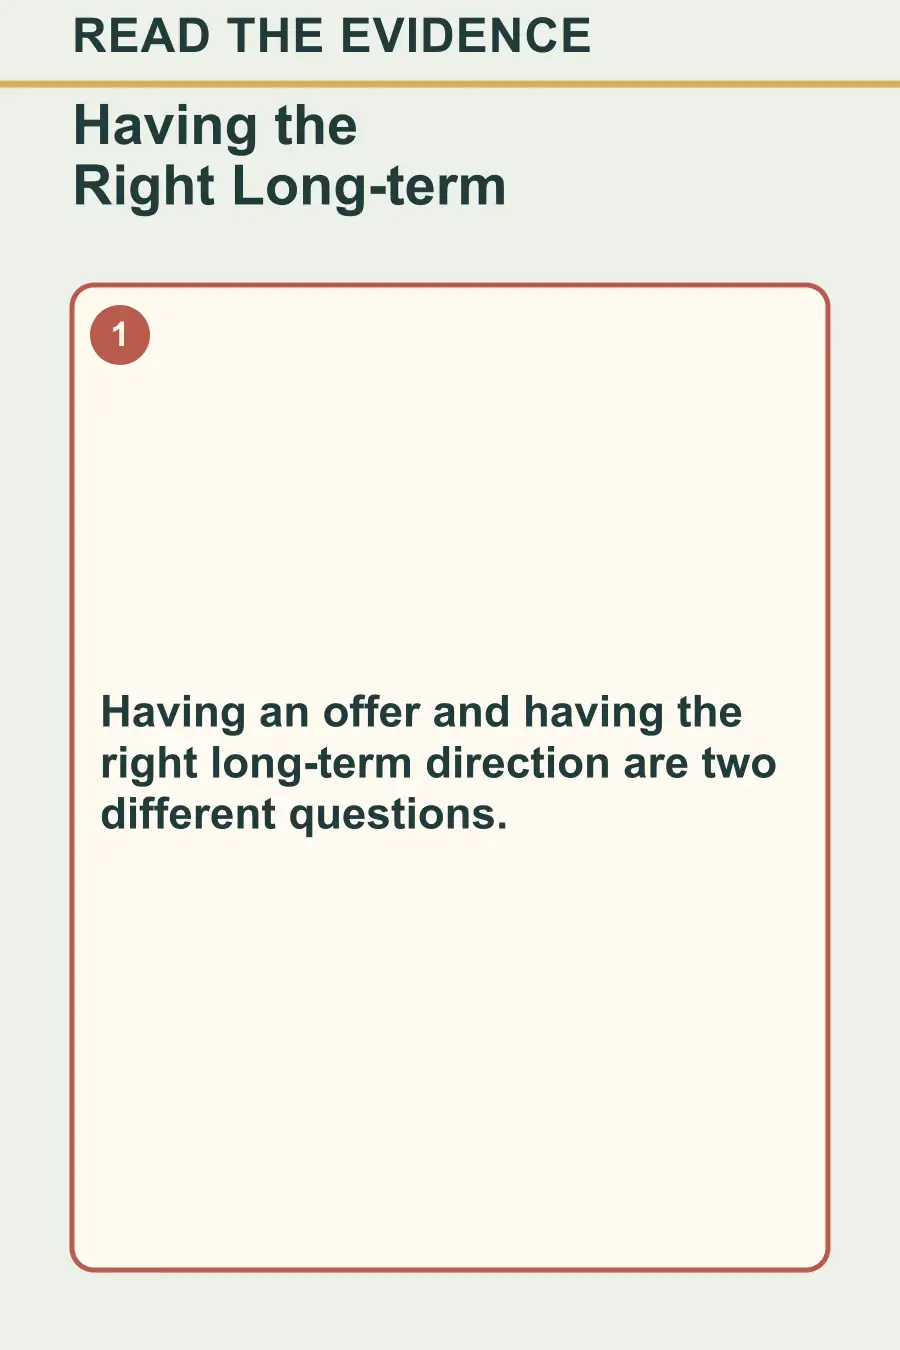 READ THE EVIDENCE
Having the
Right Long-term
1
Having an offer and having the
right long-term direction are two
different questions.